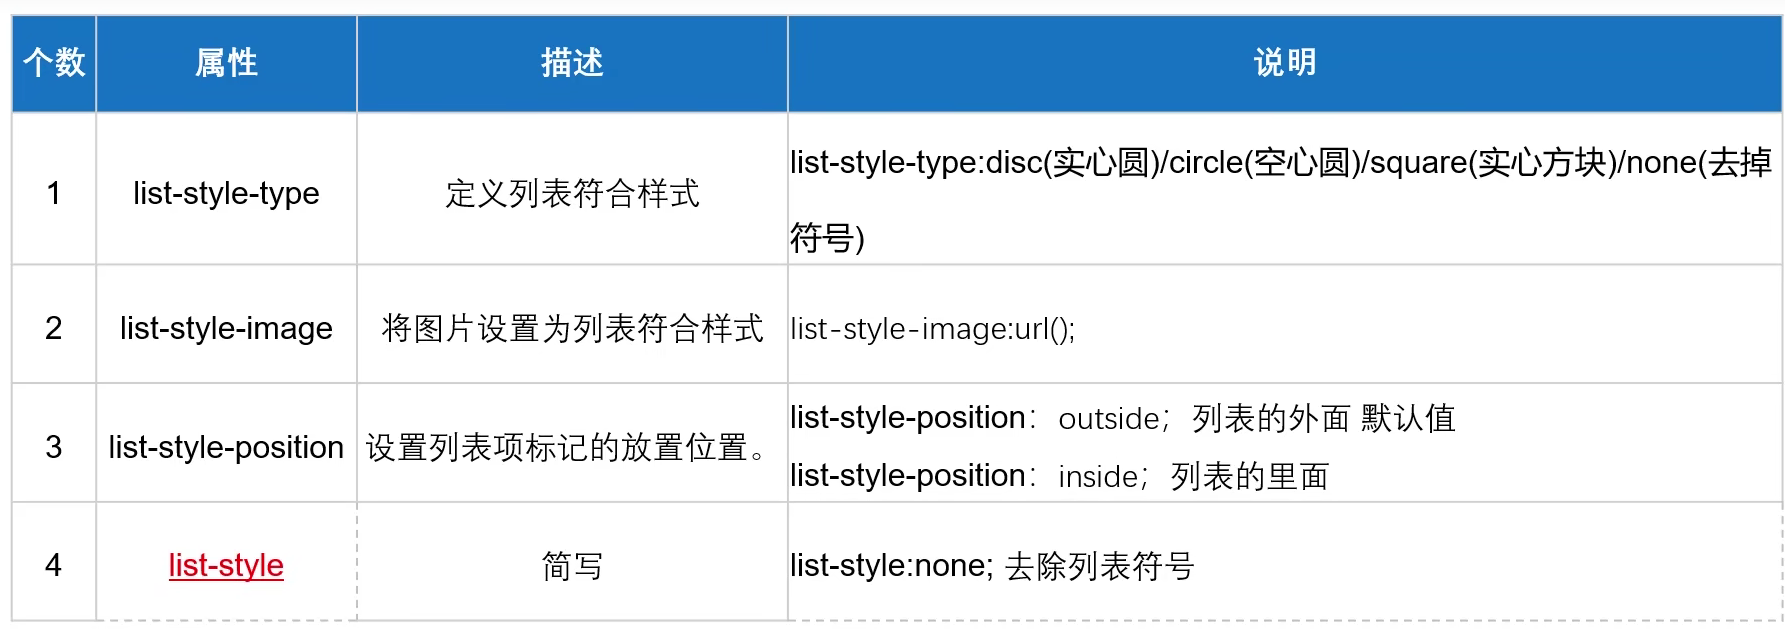 个数 属性 描述 说明
1 list-style-type 定义列表符合样式 list-style-type:disc(实心圆)/circle(空心圆)/square(实心方块)/none(去掉
符号)
2 list-style-image 将图片设置为列表符合样式 list-style-image:url();
3 list-style-position 设置列表项标记的放置位置。 list-style-position：outside；列表的外面 默认值
list-style-position：inside；列表的里面
4 list-style 简写 list-style:none; 去除列表符号